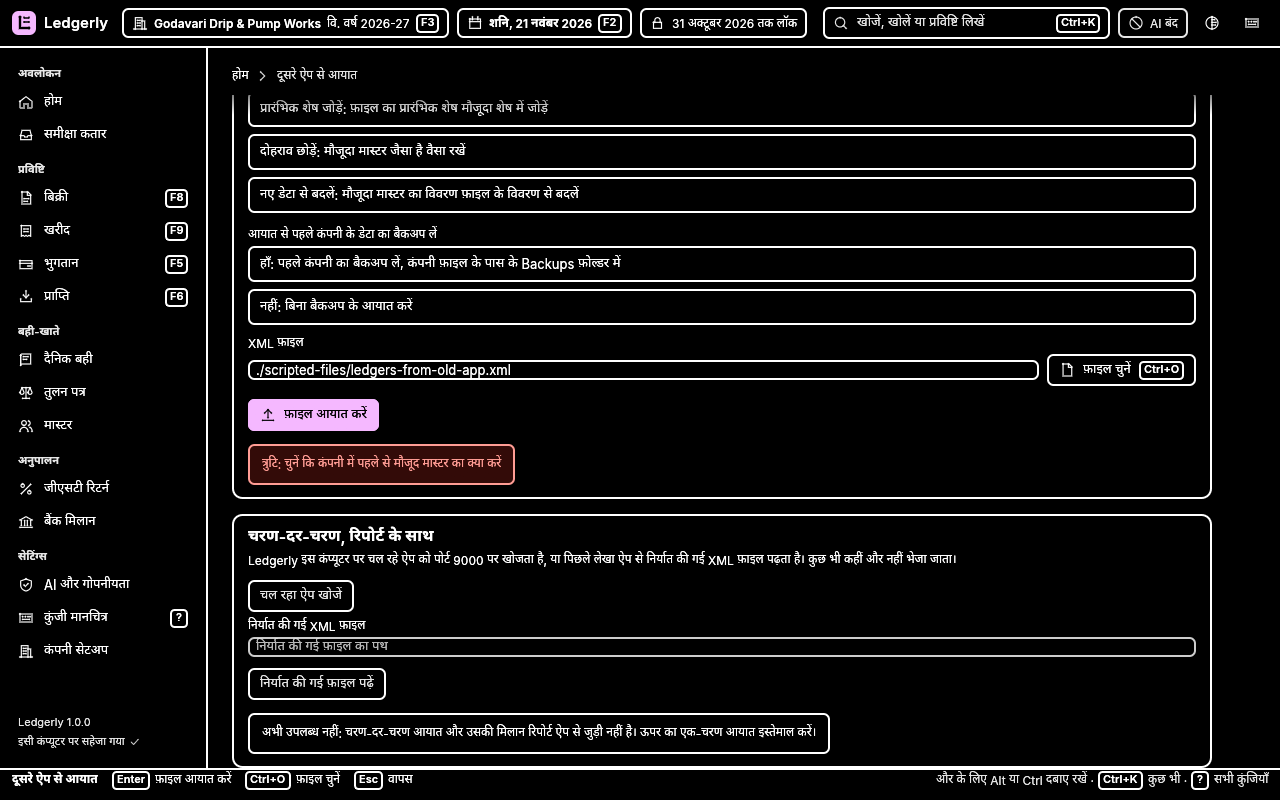 Ledgerly
Godavari Drip & Pump Works वि. वर्ष 2026-27 F3
शनि, 21 नवंबर 2026 F2
31 अक्टूबर 2026 तक लॉक
खोजें, खोलें या प्रविष्टि लिखें Ctrl+K
AI बंद
अवलोकन
होम
समीक्षा कतार
प्रविष्टि
बिक्री F8
खरीद F9
भुगतान F5
प्राप्ति F6
बही-खाते
दैनिक बही
तुलन पत्र
मास्टर
अनुपालन
जीएसटी रिटर्न
बैंक मिलान
सेटिंग्स
AI और गोपनीयता
कुंजी मानचित्र ?
कंपनी सेटअप
Ledgerly 1.0.0
इसी कंप्यूटर पर सहेजा गया
होम > दूसरे ऐप से आयात
प्रारंभिक शेष जोड़ें: फ़ाइल का प्रारंभिक शेष मौजूदा शेष में जोड़ें
दोहराव छोड़ें: मौजूदा मास्टर जैसा है वैसा रखें
नए डेटा से बदलें: मौजूदा मास्टर का विवरण फ़ाइल के विवरण से बदलें
आयात से पहले कंपनी के डेटा का बैकअप लें
हाँ: पहले कंपनी का बैकअप लें, कंपनी फ़ाइल के पास के Backups फ़ोल्डर में
नहीं: बिना बैकअप के आयात करें
XML फ़ाइल
./scripted-files/ledgers-from-old-app.xml
फ़ाइल चुनें Ctrl+O
फ़ाइल आयात करें
त्रुटि: चुनें कि कंपनी में पहले से मौजूद मास्टर का क्या करें
चरण-दर-चरण, रिपोर्ट के साथ
Ledgerly इस कंप्यूटर पर चल रहे ऐप को पोर्ट 9000 पर खोजता है, या पिछले लेखा ऐप से निर्यात की गई XML फ़ाइल पढ़ता है। कुछ भी कहीं और नहीं भेजा जाता।
चल रहा ऐप खोजें
निर्यात की गई XML फ़ाइल
निर्यात की गई फ़ाइल का पथ
निर्यात की गई फ़ाइल पढ़ें
अभी उपलब्ध नहीं: चरण-दर-चरण आयात और उसकी मिलान रिपोर्ट ऐप से जुड़ी नहीं है। ऊपर का एक-चरण आयात इस्तेमाल करें।
दूसरे ऐप से आयात Enter फ़ाइल आयात करें Ctrl+O फ़ाइल चुनें Esc वापस
और के लिए Alt या Ctrl दबाए रखें · Ctrl+K कुछ भी · ? सभी कुंजियाँ